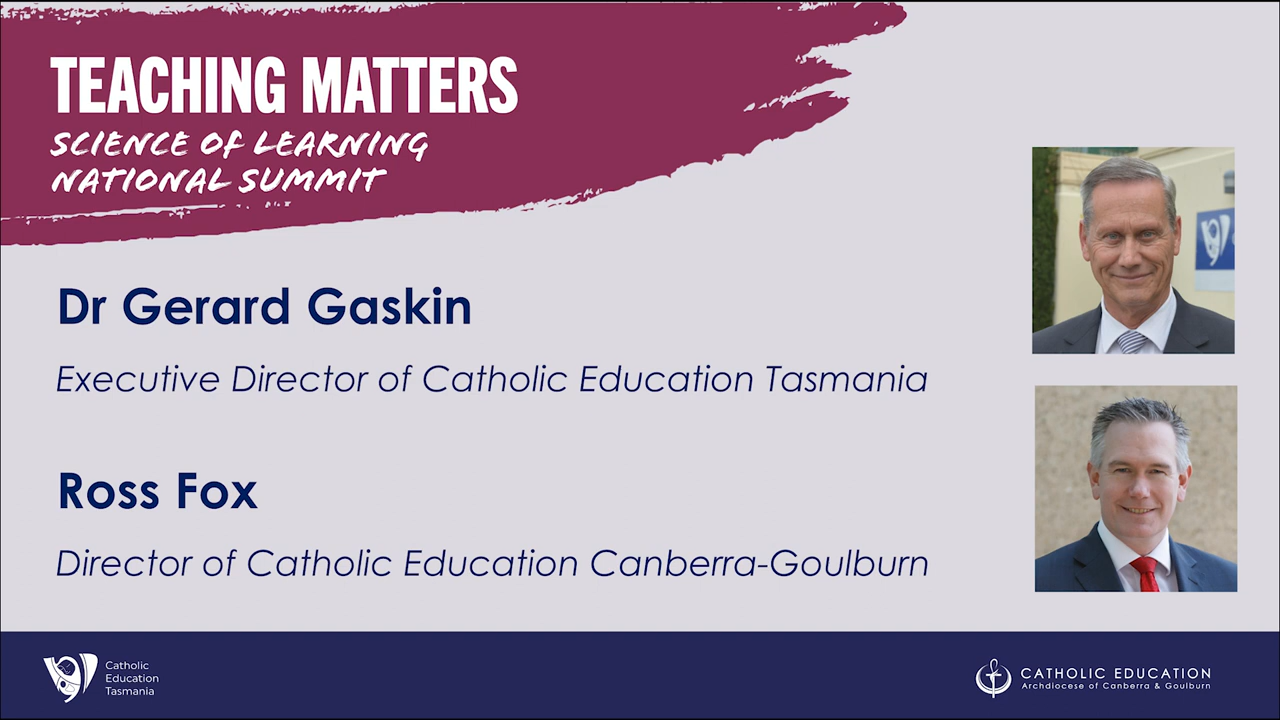 TEACHING MATTERS
SCIENCE OF LEARNING
NATIONAL SUMMIT
Dr Gerard Gaskin
Executive Director of Catholic Education Tasmania
Ross Fox
Director of Catholic Education Canberra-Goulburn
Catholic
Education
Tasmania
CATHOLIC EDUCATION
Archdiocese of Canberra & Goulburn